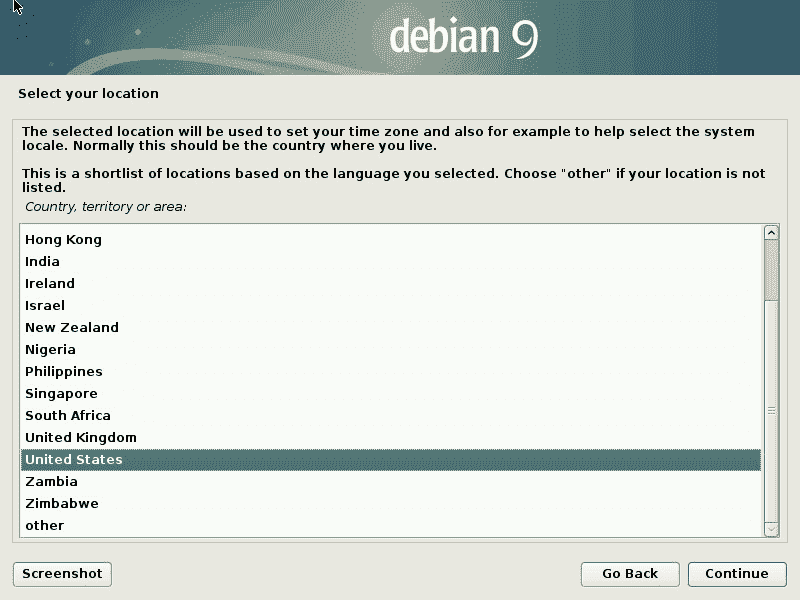 debian 9
Select your location
The selected location will be used to set your time zone and also for example to help select the system
locale. Normally this should be the country where you live.
This is a shortlist of locations based on the language you selected. Choose "other" if your location is not
listed.
Country, territory or area:
Hong Kong
India
Ireland
Israel
New Zealand
Nigeria
Philippines
Singapore
South Africa
United Kingdom
United States
Zambia
Zimbabwe
other
Screenshot
Go Back
Continue